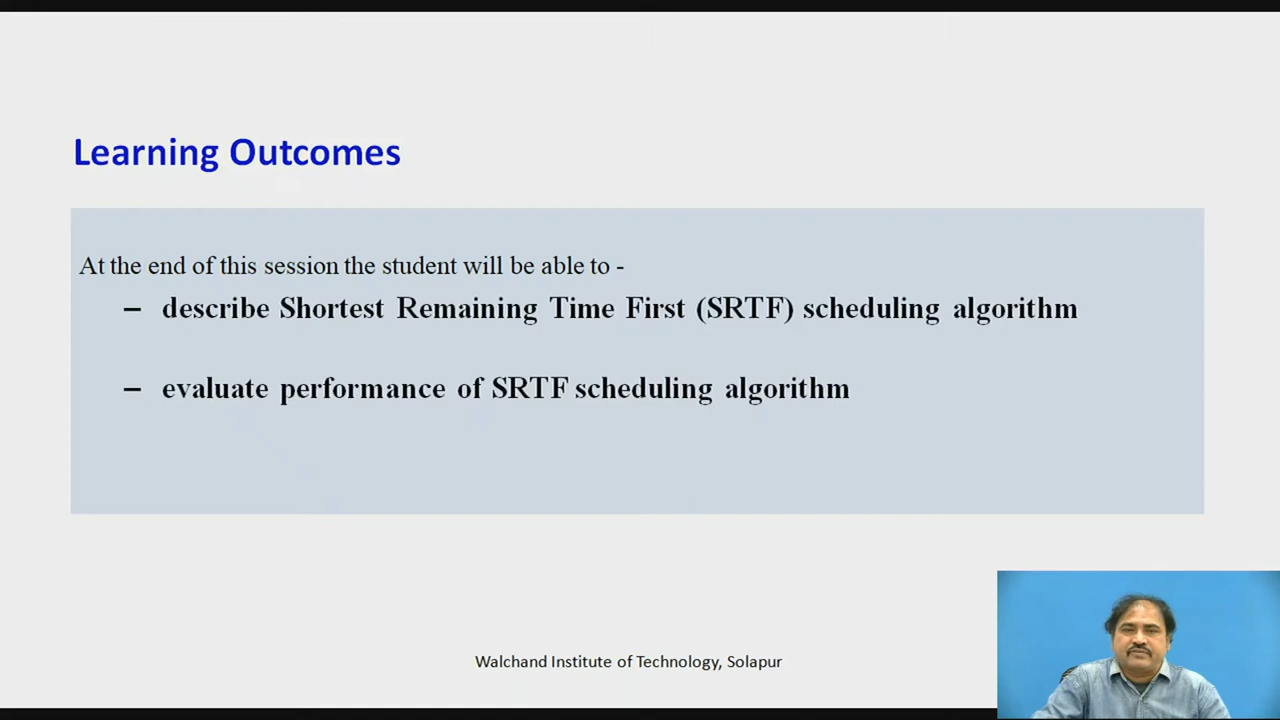 Learning Outcomes
At the end of this session the student will be able to -
– describe Shortest Remaining Time First (SRTF) scheduling algorithm
– evaluate performance of SRTF scheduling algorithm
Walchand Institute of Technology, Solapur